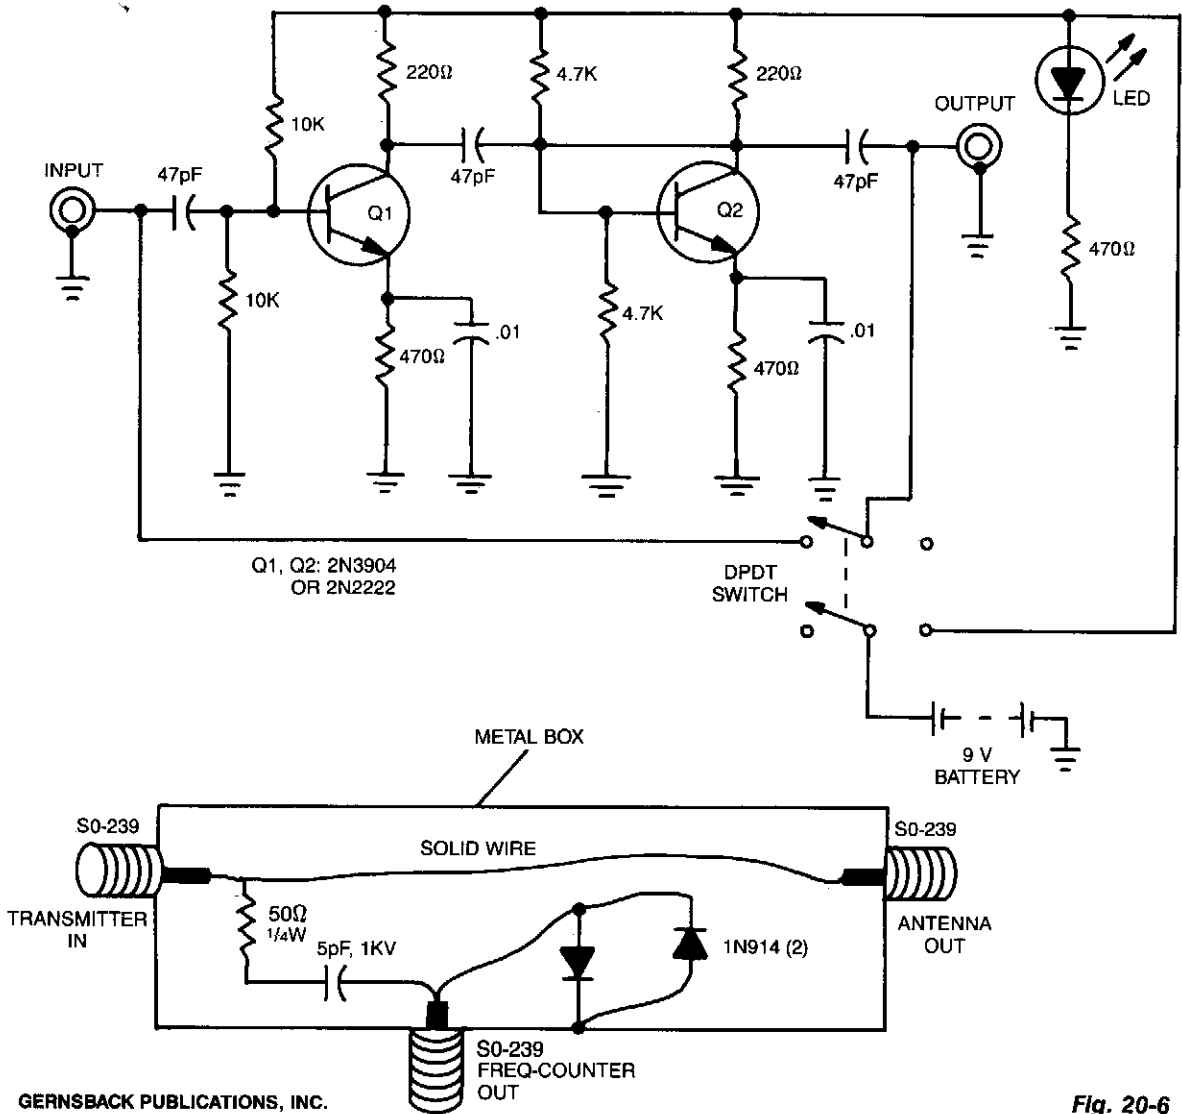 220Ω
4.7K
220Ω
LED
OUTPUT
10K
INPUT
47pF
47pF
47pF
Q1
Q2
470Ω
10K
4.7K
.01
.01
470Ω
470Ω
Q1, Q2: 2N3904
OR 2N2222
DPDT
SWITCH
9 V
BATTERY
METAL BOX
S0-239
SOLID WIRE
S0-239
TRANSMITTER
IN
50Ω
1/4W
5pF, 1KV
1N914 (2)
ANTENNA
OUT
S0-239
FREQ-COUNTER
OUT
GERNSBACK PUBLICATIONS, INC.
Fig. 20-6